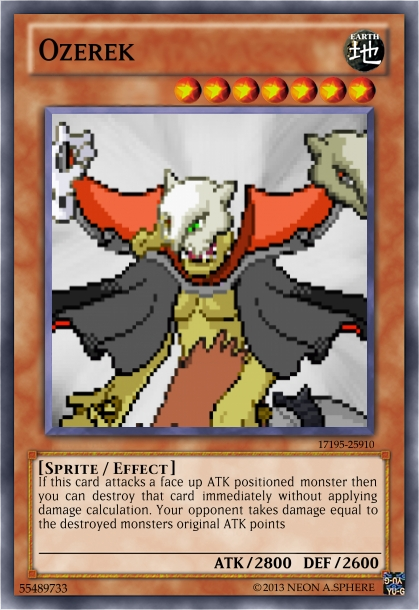 OZEREK
EARTH
地
17195-25910
[SPRITE / EFFECT]
If this card attacks a face up ATK positioned monster then
you can destroy that card immediately without applying
damage calculation. Your opponent takes damage equal to
the destroyed monsters original ATK points
ATK/2800 DEF/2600
55489733
©2013 NEON A.SPHERE
YU-G